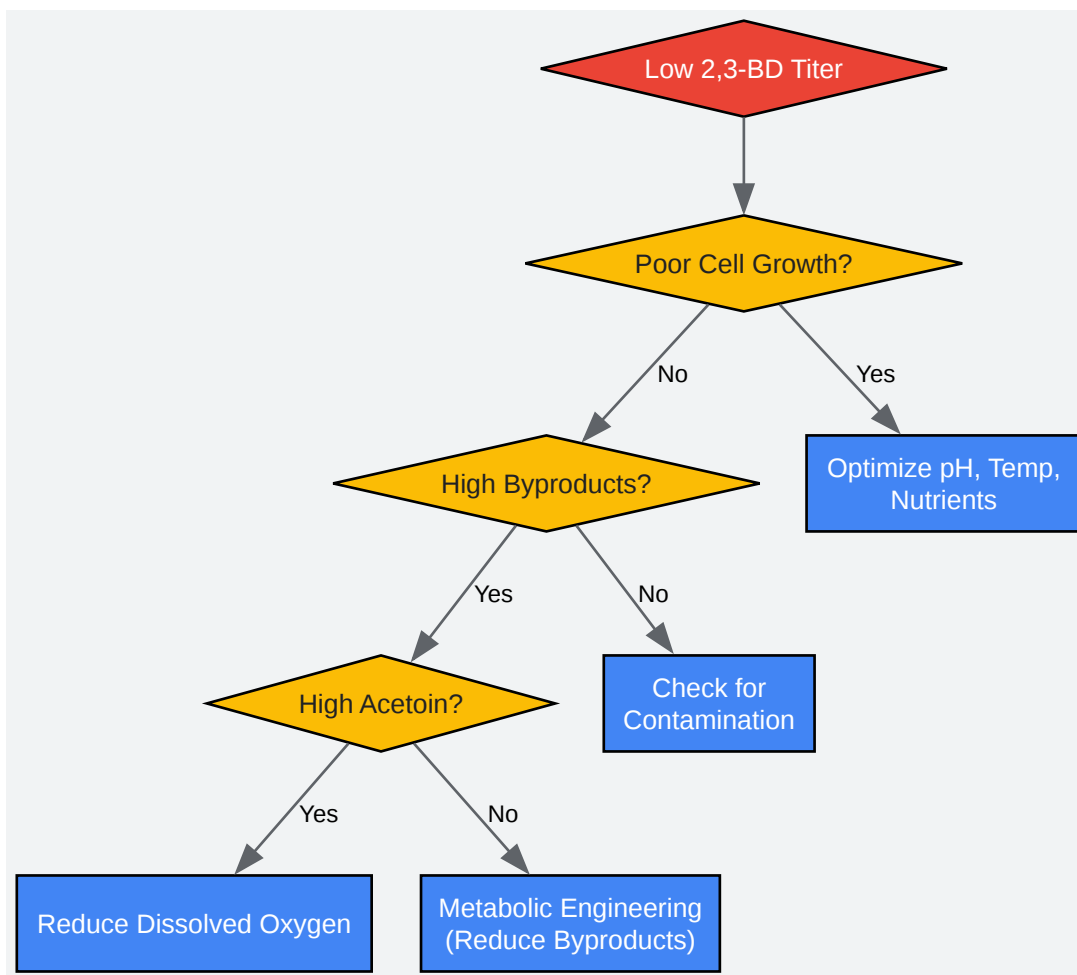 Low 2,3-BD Titer
Poor Cell Growth?
No
Yes
High Byproducts?
Optimize pH, Temp,
Nutrients
Yes
No
High Acetoin?
Check for
Contamination
Yes
No
Reduce Dissolved Oxygen
Metabolic Engineering
(Reduce Byproducts)